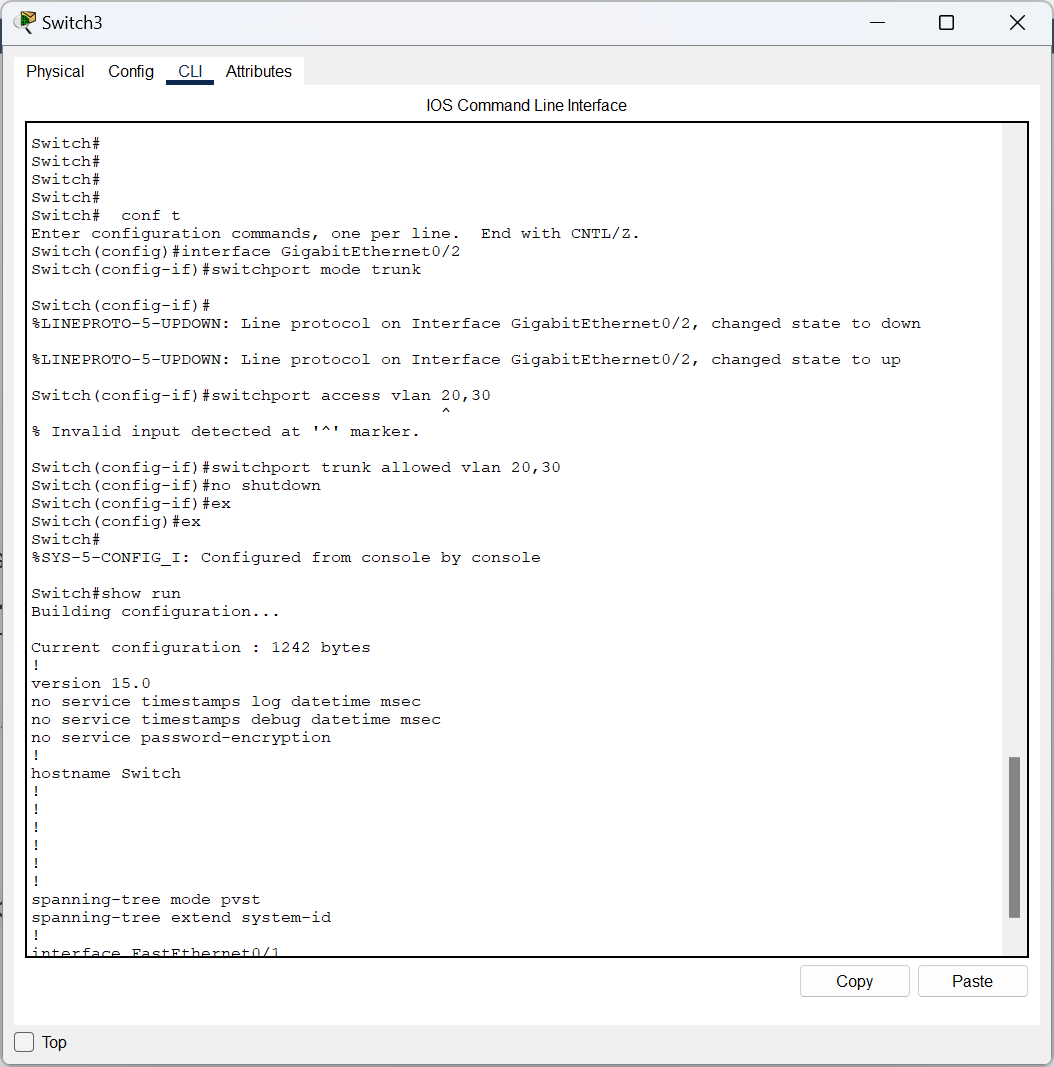 Switch3
Physical Config CLI Attributes
IOS Command Line Interface
Switch#
Switch#
Switch#
Switch#
Switch#  conf t
Enter configuration commands, one per line.  End with CNTL/Z.
Switch(config)#interface GigabitEthernet0/2
Switch(config-if)#switchport mode trunk
Switch(config-if)#
%LINEPROTO-5-UPDOWN: Line protocol on Interface GigabitEthernet0/2, changed state to down
%LINEPROTO-5-UPDOWN: Line protocol on Interface GigabitEthernet0/2, changed state to up
Switch(config-if)#switchport access vlan 20,30
^
% Invalid input detected at '^' marker.
Switch(config-if)#switchport trunk allowed vlan 20,30
Switch(config-if)#no shutdown
Switch(config-if)#ex
Switch(config)#ex
Switch#
%SYS-5-CONFIG_I: Configured from console by console
Switch#show run
Building configuration...
Current configuration : 1242 bytes
!
version 15.0
no service timestamps log datetime msec
no service timestamps debug datetime msec
no service password-encryption
!
hostname Switch
!
!
!
!
!
!
spanning-tree mode pvst
spanning-tree extend system-id
!
interface FastEthernet0/1
Copy Paste
Top